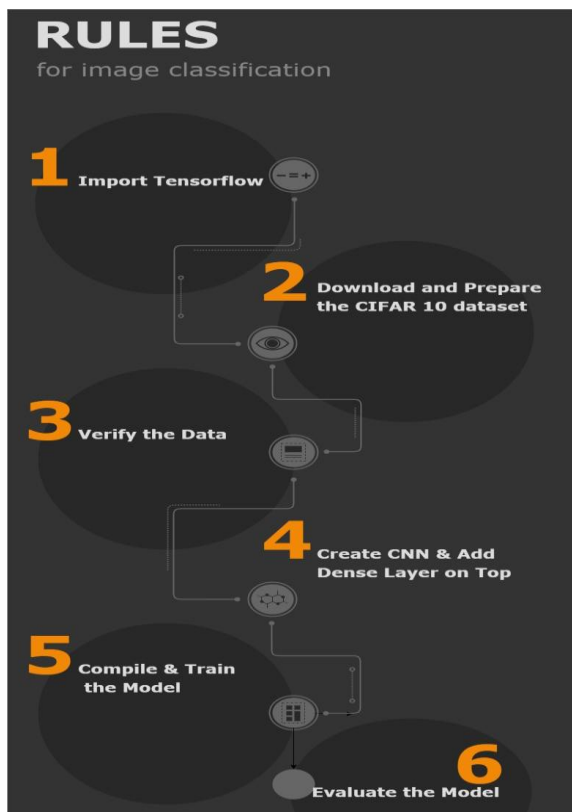 RULES
for image classification
1 Import Tensorflow
- = +
2 Download and Prepare
the CIFAR 10 dataset
3 Verify the Data
4 Create CNN & Add
Dense Layer on Top
5 Compile & Train
the Model
6
Evaluate the Model